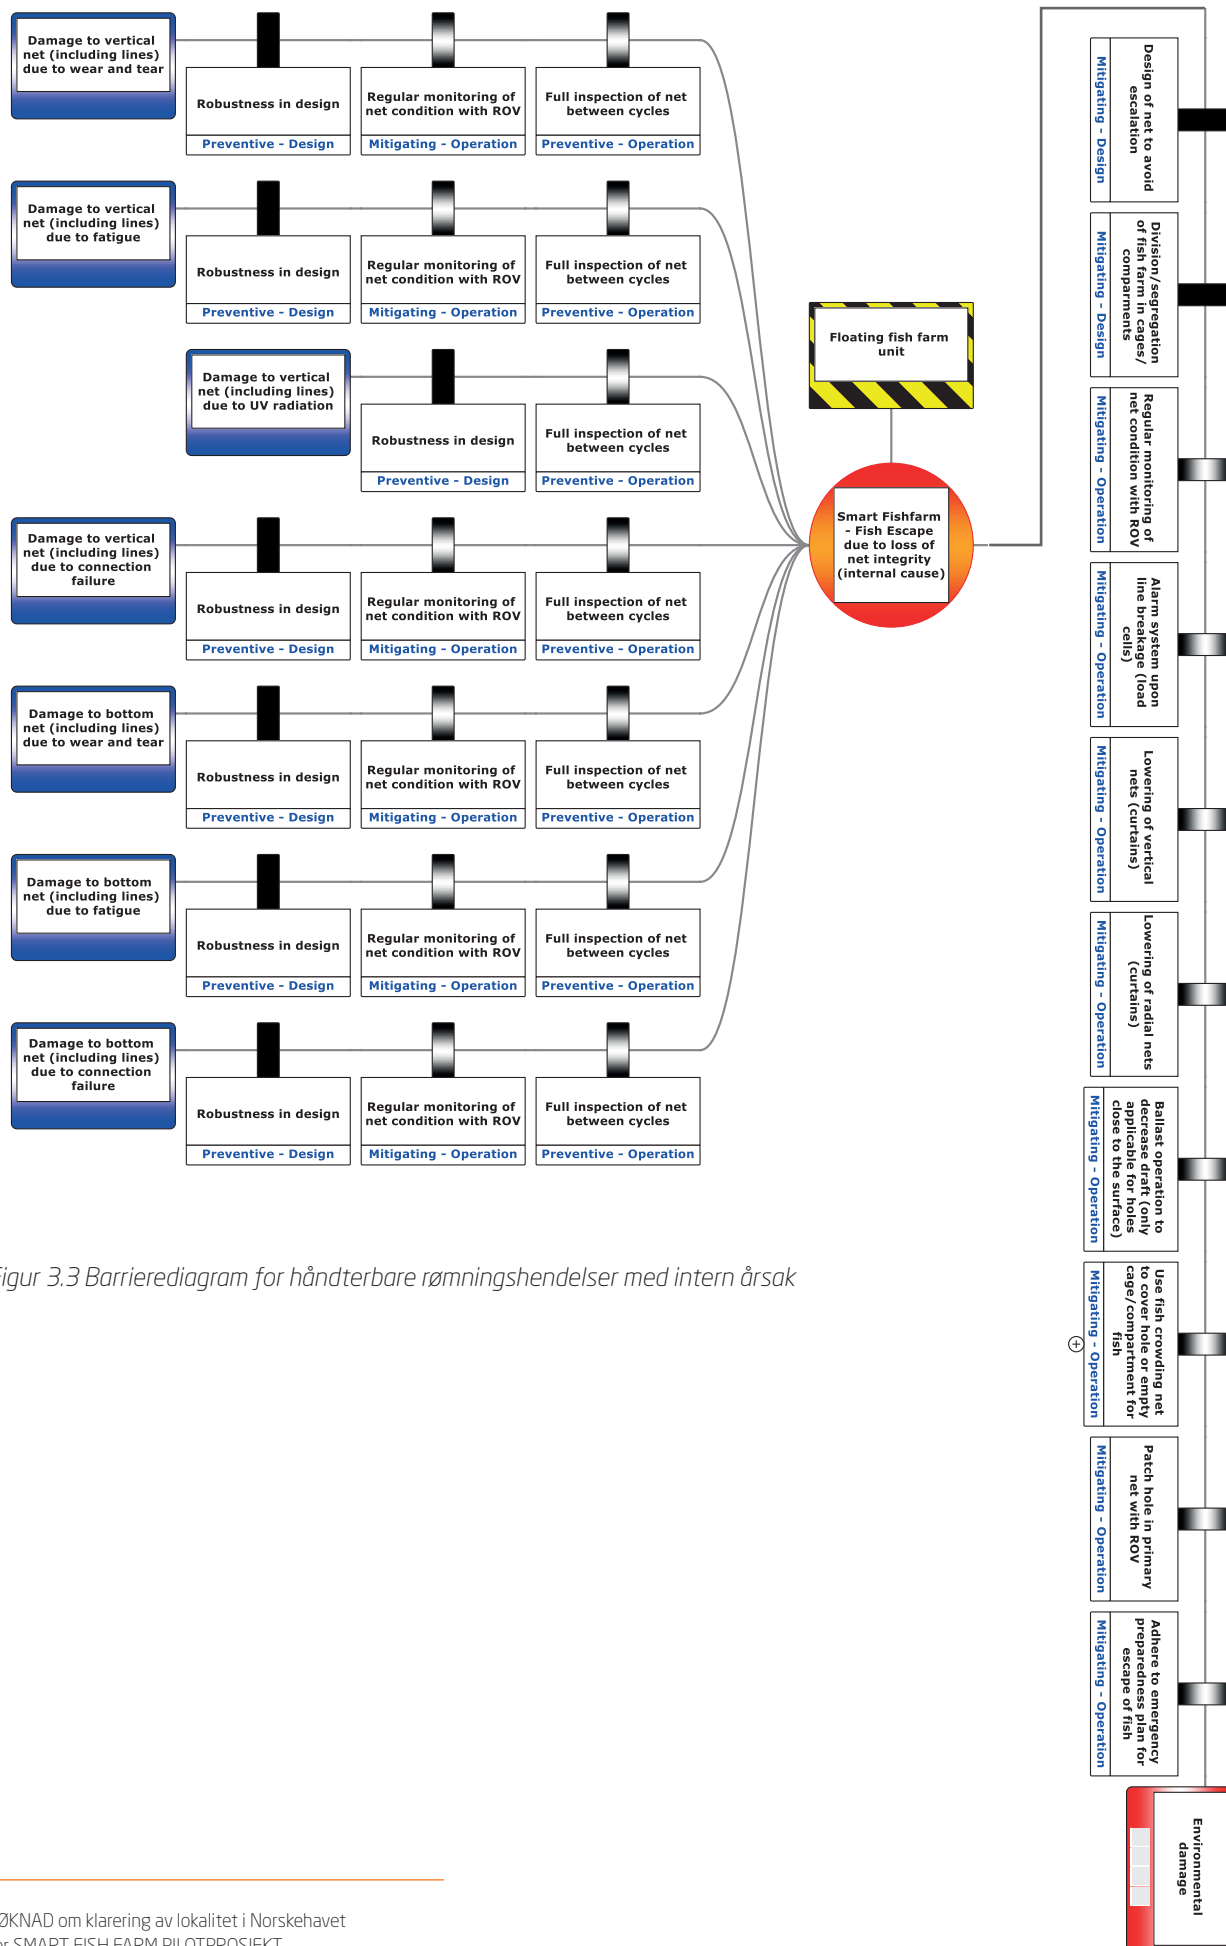 Damage to vertical
net (including lines)
due to wear and tear
Robustness in design
Preventive - Design
Regular monitoring of
net condition with ROV
Mitigating - Operation
Full inspection of net
between cycles
Preventive - Operation
Damage to vertical
net (including lines)
due to fatigue
Robustness in design
Preventive - Design
Regular monitoring of
net condition with ROV
Mitigating - Operation
Full inspection of net
between cycles
Preventive - Operation
Damage to vertical
net (including lines)
due to UV radiation
Robustness in design
Preventive - Design
Full inspection of net
between cycles
Preventive - Operation
Damage to vertical
net (including lines)
due to connection
failure
Robustness in design
Preventive - Design
Regular monitoring of
net condition with ROV
Mitigating - Operation
Full inspection of net
between cycles
Preventive - Operation
Damage to bottom
net (including lines)
due to wear and tear
Robustness in design
Preventive - Design
Regular monitoring of
net condition with ROV
Mitigating - Operation
Full inspection of net
between cycles
Preventive - Operation
Damage to bottom
net (including lines)
due to fatigue
Robustness in design
Preventive - Design
Regular monitoring of
net condition with ROV
Mitigating - Operation
Full inspection of net
between cycles
Preventive - Operation
Damage to bottom
net (including lines)
due to connection
failure
Robustness in design
Preventive - Design
Regular monitoring of
net condition with ROV
Mitigating - Operation
Full inspection of net
between cycles
Preventive - Operation
Floating fish farm
unit
Smart Fishfarm
- Fish Escape
due to loss of
net integrity
(internal cause)
Design of net to avoid
escalation
Mitigating - Design
Division/segregation
of fish farm in cages/
comparments
Mitigating - Design
Regular monitoring of
net condition with ROV
Mitigating - Operation
Alarm system upon
line breakage (load
cells)
Mitigating - Operation
Lowering of vertical
nets (curtains)
Mitigating - Operation
Lowering of radial nets
(curtains)
Mitigating - Operation
Ballast operation to
decrease draft (only
applicable for holes
close to the surface)
Mitigating - Operation
Use fish crowding net
to cover hole or empty
cage/compartment for
fish
Mitigating - Operation
Patch hole in primary
net with ROV
Mitigating - Operation
Adhere to emergency
preparedness plan for
escape of fish
Mitigating - Operation
Environmental
damage
igur 3.3 Barrierediagram for håndterbare rømningshendelser med intern årsak
ØKNAD om klarering av lokalitet i Norskehavet
SMART FISH FARM PILOTPROSJEKT